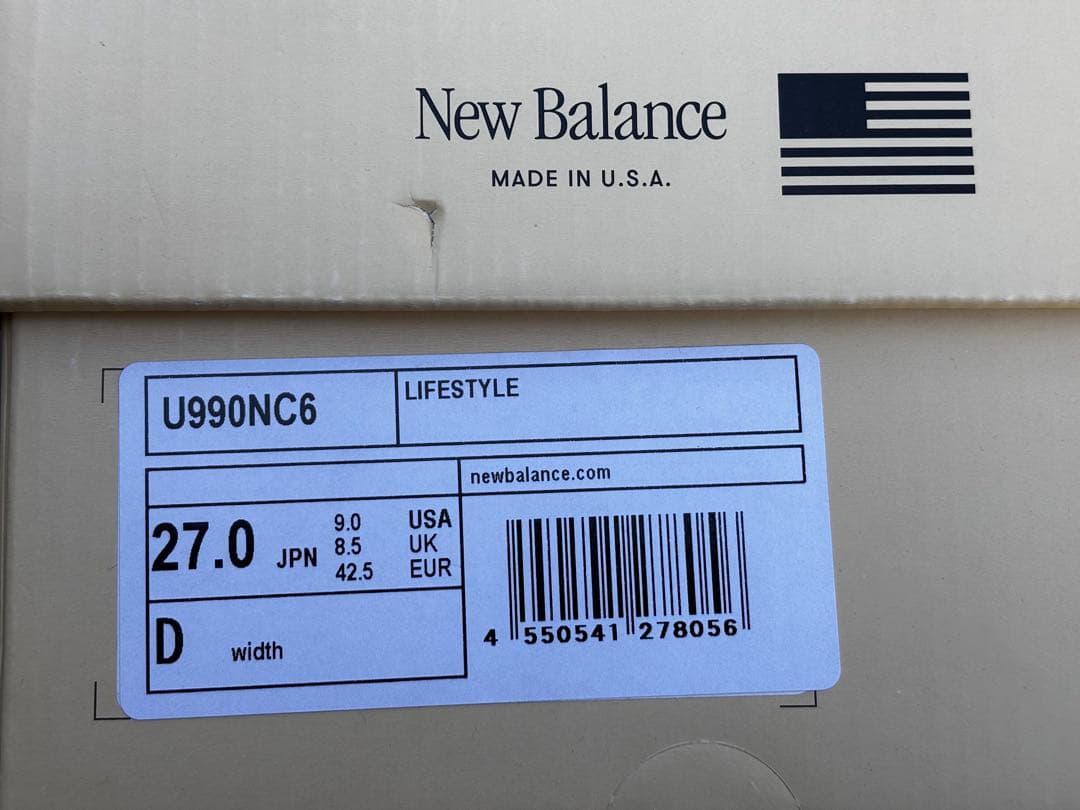 New Balance
MADE IN U.S.A.
U990NC6
LIFESTYLE
newbalance.com
27.0 JPN
9.0 USA
8.5 UK
42.5 EUR
D width
4 550541 278056